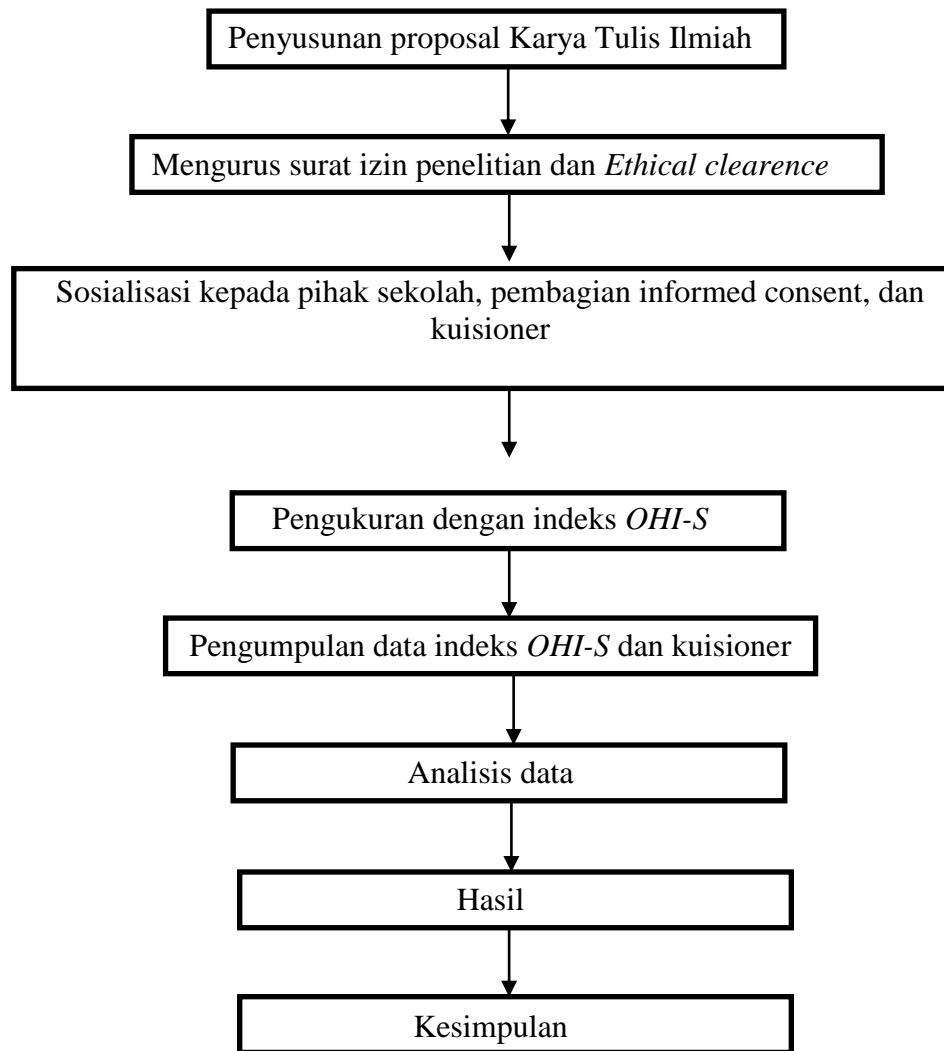 Penyusunan proposal Karya Tulis Ilmiah
Mengurus surat izin penelitian dan Ethical clearence
Sosialisasi kepada pihak sekolah, pembagian informed consent, dan
kuisioner
Pengukuran dengan indeks OHI-S
Pengumpulan data indeks OHI-S dan kuisioner
Analisis data
Hasil
Kesimpulan